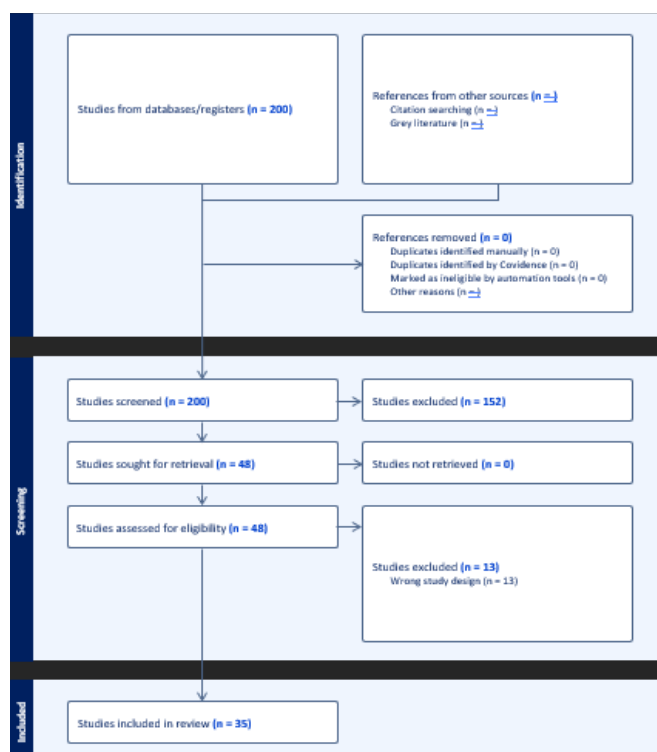 Identification
Studies from databases/registers (n = 200)
References from other sources (n = )
Citation searching (n = )
Grey literature (n = )
References removed (n = 0)
Duplicates identified manually (n = 0)
Duplicates identified by Covidence (n = 0)
Marked as ineligible by automation tools (n = 0)
Other reasons (n = )
Screening
Studies screened (n = 200)
Studies excluded (n = 152)
Studies sought for retrieval (n = 48)
Studies not retrieved (n = 0)
Studies assessed for eligibility (n = 48)
Studies excluded (n = 13)
Wrong study design (n = 13)
Included
Studies included in review (n = 35)